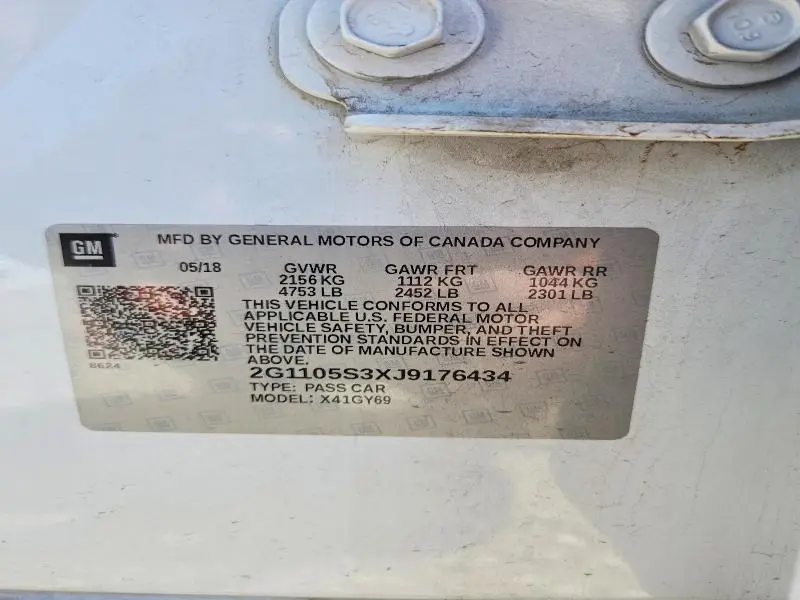 GM
MFD BY GENERAL MOTORS OF CANADA COMPANY
05/18 GVWR GAWR FRT GAWR RR
2156 KG 1112 KG 1044 KG
4753 LB 2452 LB 2301 LB
THIS VEHICLE CONFORMS TO ALL
APPLICABLE U.S. FEDERAL MOTOR
VEHICLE SAFETY, BUMPER, AND THEFT
PREVENTION STANDARDS IN EFFECT ON
THE DATE OF MANUFACTURE SHOWN
ABOVE.
8624
2G1105S3XJ9176434
TYPE: PASS CAR
MODEL: X41GY69